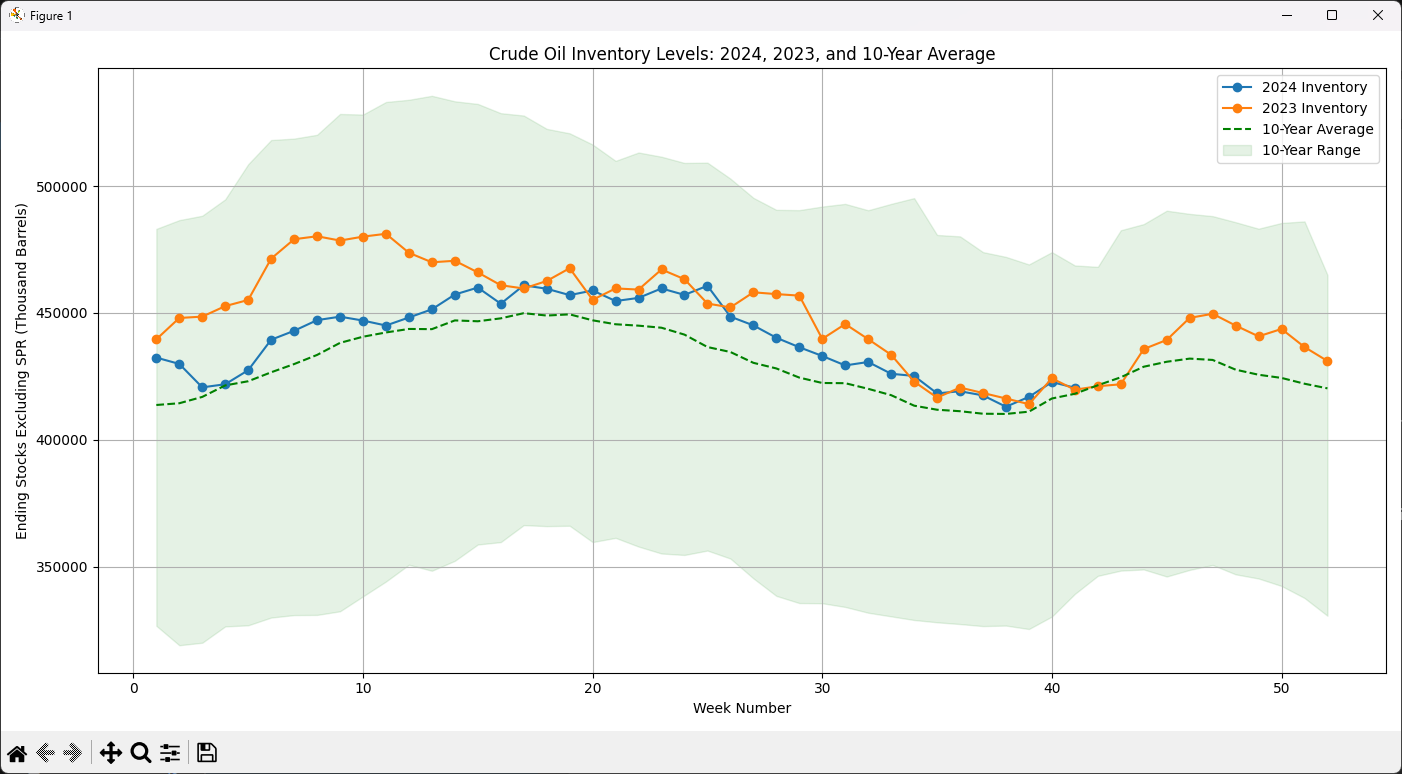 Figure 1
Crude Oil Inventory Levels: 2024, 2023, and 10-Year Average
2024 Inventory
2023 Inventory
10-Year Average
10-Year Range
Ending Stocks Excluding SPR (Thousand Barrels)
500000
450000
400000
350000
0 10 20 30 40 50
Week Number